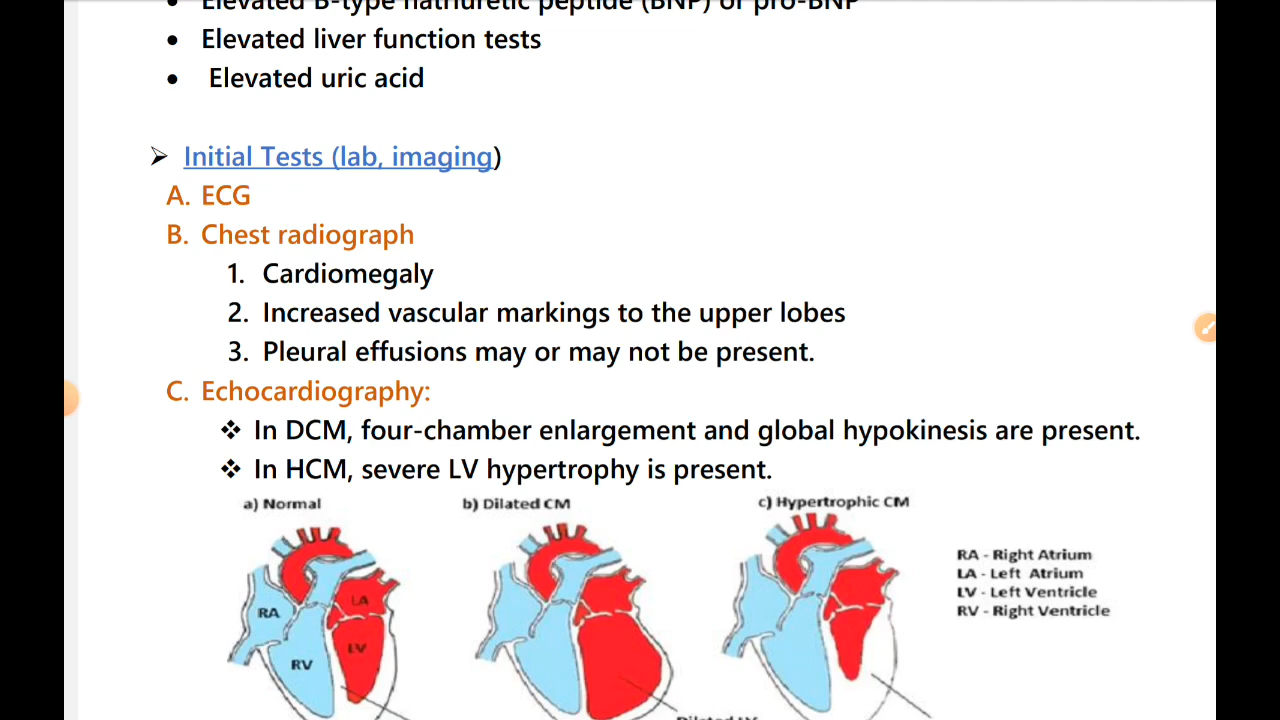 • Elevated B-type natriuretic peptide (BNP) or pro-BNP
• Elevated liver function tests
• Elevated uric acid
➢ Initial Tests (lab, imaging)
A. ECG
B. Chest radiograph
1. Cardiomegaly
2. Increased vascular markings to the upper lobes
3. Pleural effusions may or may not be present.
C. Echocardiography:
❖ In DCM, four-chamber enlargement and global hypokinesis are present.
❖ In HCM, severe LV hypertrophy is present.
a) Normal b) Dilated CM c) Hypertrophic CM
RA - Right Atrium
LA - Left Atrium
LV - Left Ventricle
RV - Right Ventricle
LA
RA
LV
RV
Dilated LV